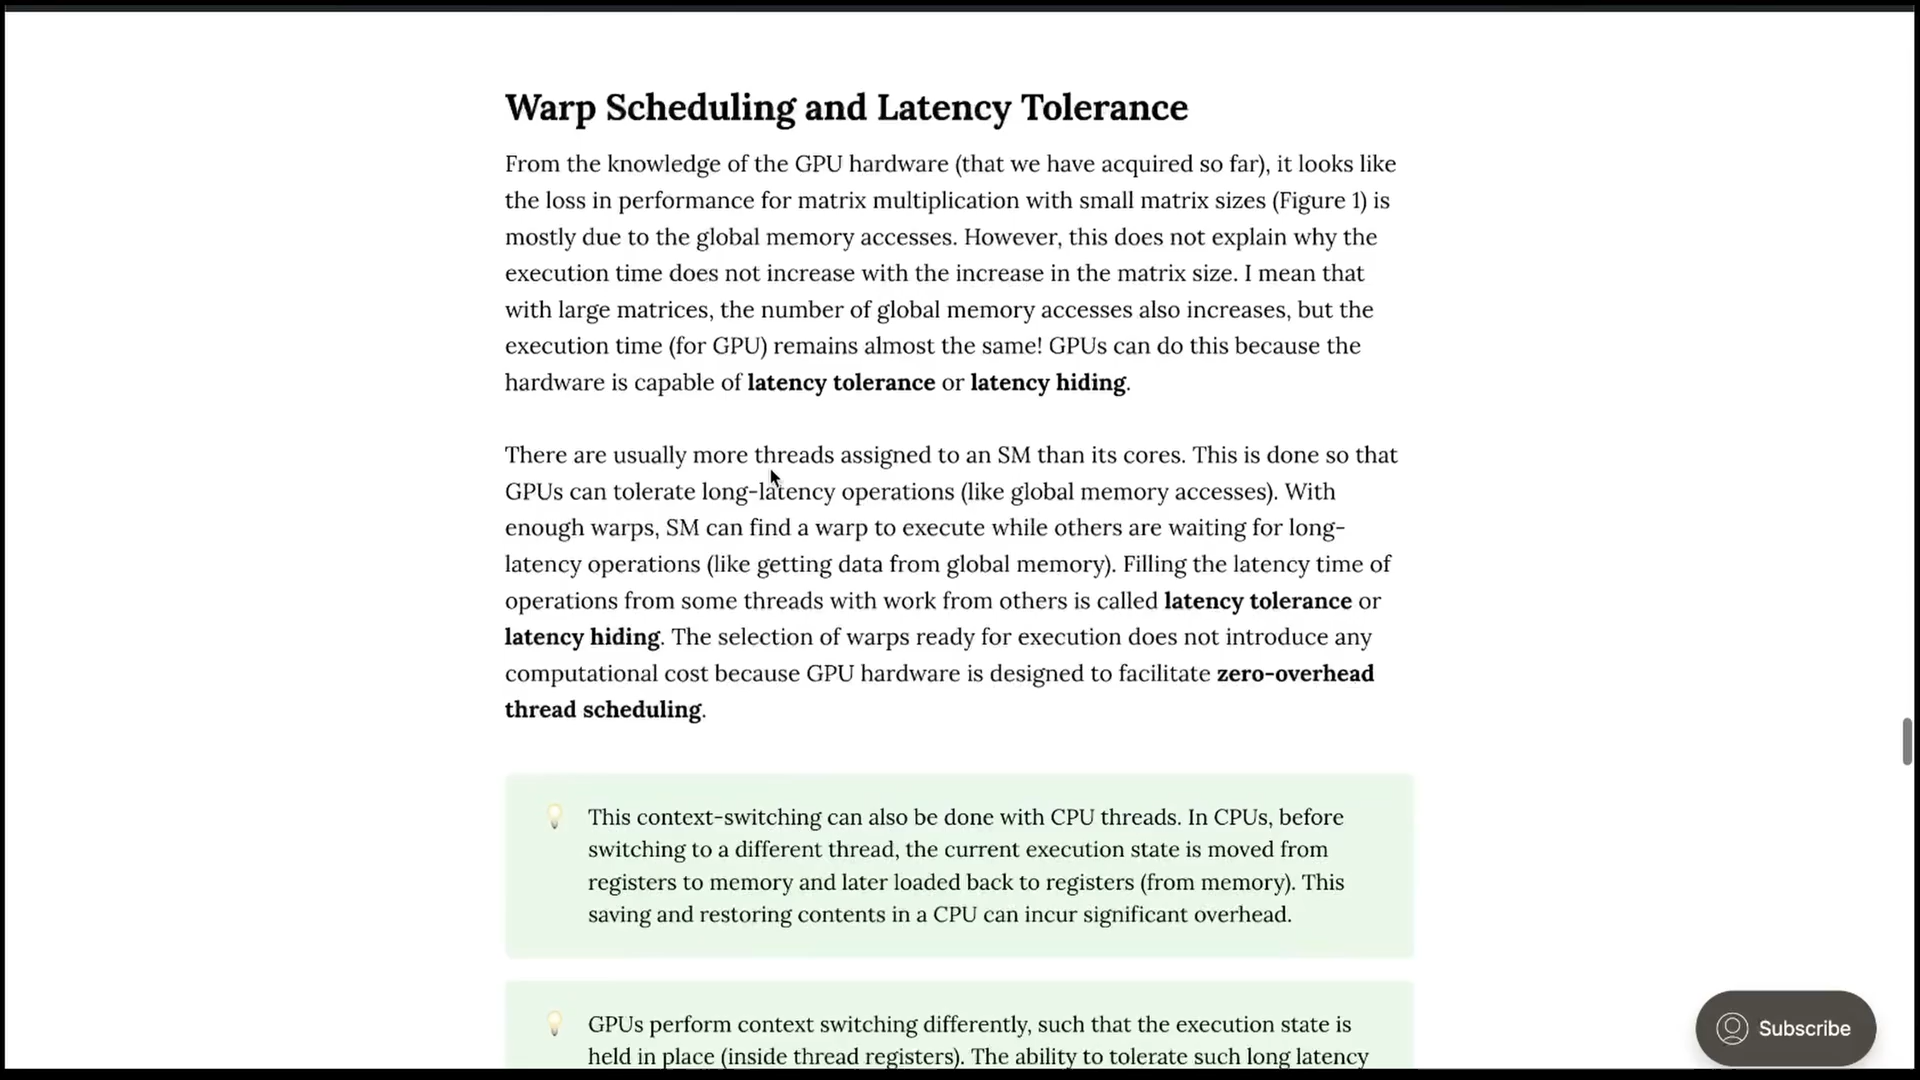 Warp Scheduling and Latency Tolerance
From the knowledge of the GPU hardware (that we have acquired so far), it looks like
the loss in performance for matrix multiplication with small matrix sizes (Figure 1) is
mostly due to the global memory accesses. However, this does not explain why the
execution time does not increase with the increase in the matrix size. I mean that
with large matrices, the number of global memory accesses also increases, but the
execution time (for GPU) remains almost the same! GPUs can do this because the
hardware is capable of latency tolerance or latency hiding.
There are usually more threads assigned to an SM than its cores. This is done so that
GPUs can tolerate long-latency operations (like global memory accesses). With
enough warps, SM can find a warp to execute while others are waiting for long-
latency operations (like getting data from global memory). Filling the latency time of
operations from some threads with work from others is called latency tolerance or
latency hiding. The selection of warps ready for execution does not introduce any
computational cost because GPU hardware is designed to facilitate zero-overhead
thread scheduling.
This context-switching can also be done with CPU threads. In CPUs, before
switching to a different thread, the current execution state is moved from
registers to memory and later loaded back to registers (from memory). This
saving and restoring contents in a CPU can incur significant overhead.
GPUs perform context switching differently, such that the execution state is
held in place (inside thread registers). The ability to tolerate such long latency
Subscribe